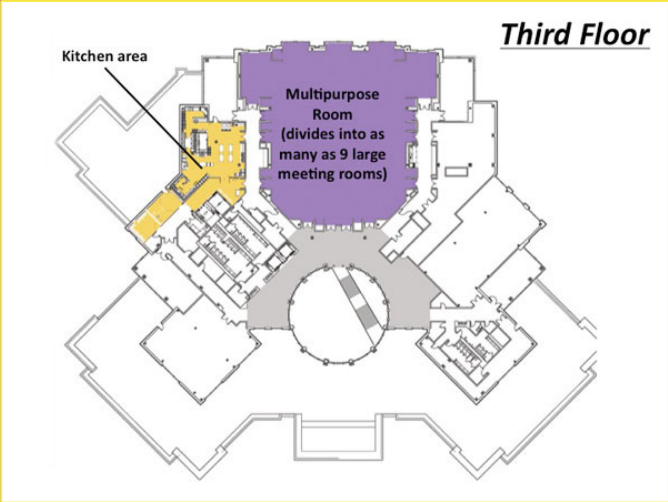 Third Floor
Kitchen area
Multipurpose
Room
(divides into as
many as 9 large
meeting rooms)